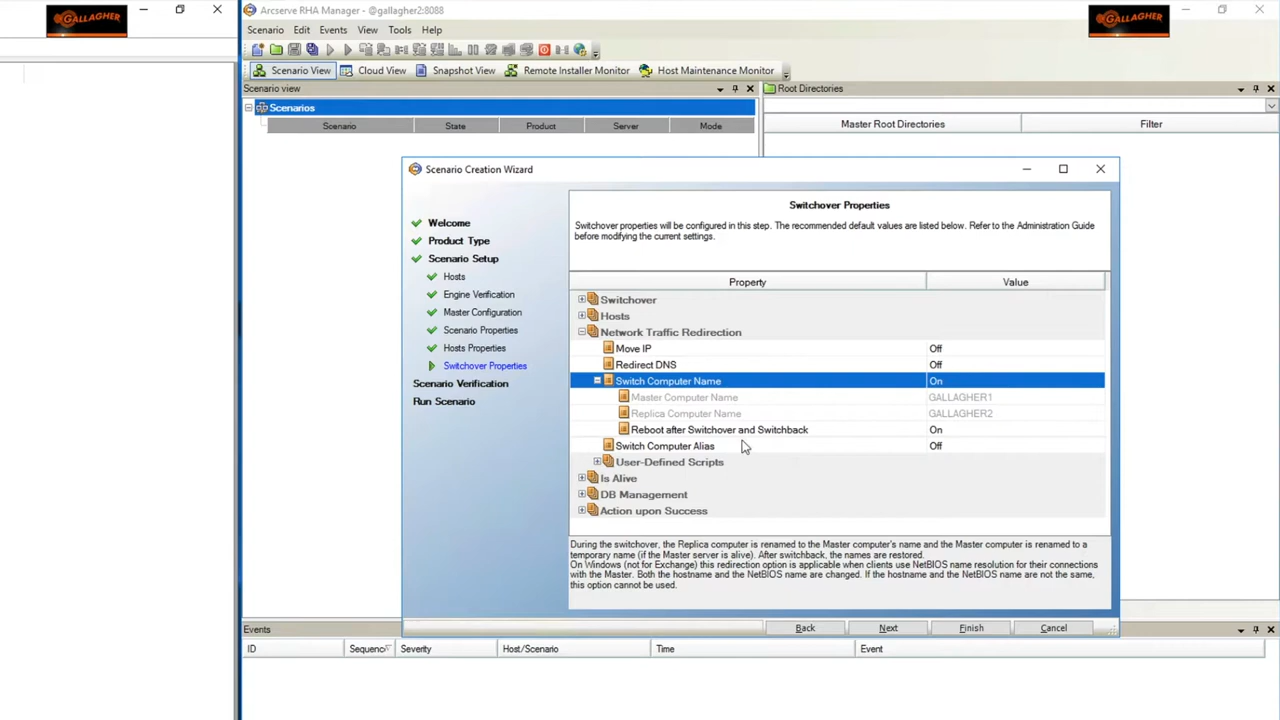 GALLAGHER
Arcserve RHA Manager - @gallagher2:8088
GALLAGHER
Scenario Edit Events View Tools Help
Scenario View Cloud View Snapshot View Remote Installer Monitor Host Maintenance Monitor
Scenario view
Root Directories
Scenarios
Scenario State Product Server Mode
Master Root Directories Filter
Scenario Creation Wizard
Welcome
Product Type
Scenario Setup
Hosts
Engine Verification
Master Configuration
Scenario Properties
Hosts Properties
Switchover Properties
Scenario Verification
Run Scenario
Switchover Properties
Switchover properties will be configured in this step. The recommended default values are listed below. Refer to the Administration Guide
before modifying the current settings.
Property Value
Switchover
Hosts
Network Traffic Redirection
Move IP Off
Redirect DNS Off
Switch Computer Name On
Master Computer Name GALLAGHER1
Replica Computer Name GALLAGHER2
Reboot after Switchover and Switchback On
Switch Computer Alias Off
User-Defined Scripts
Is Alive
DB Management
Action upon Success
During the switchover, the Replica computer is renamed to the Master computer's name and the Master computer is renamed to a
temporary name (if the Master server is alive). After switchback, the names are restored.
On Windows (not for Exchange) this redirection option is applicable when clients use NetBIOS name resolution for their connections
with the Master. Both the hostname and the NetBIOS name are changed. If the hostname and the NetBIOS name are not the same,
this option cannot be used.
Back Next Finish Cancel
Events
ID Sequenc Severity Host/Scenario Time Event